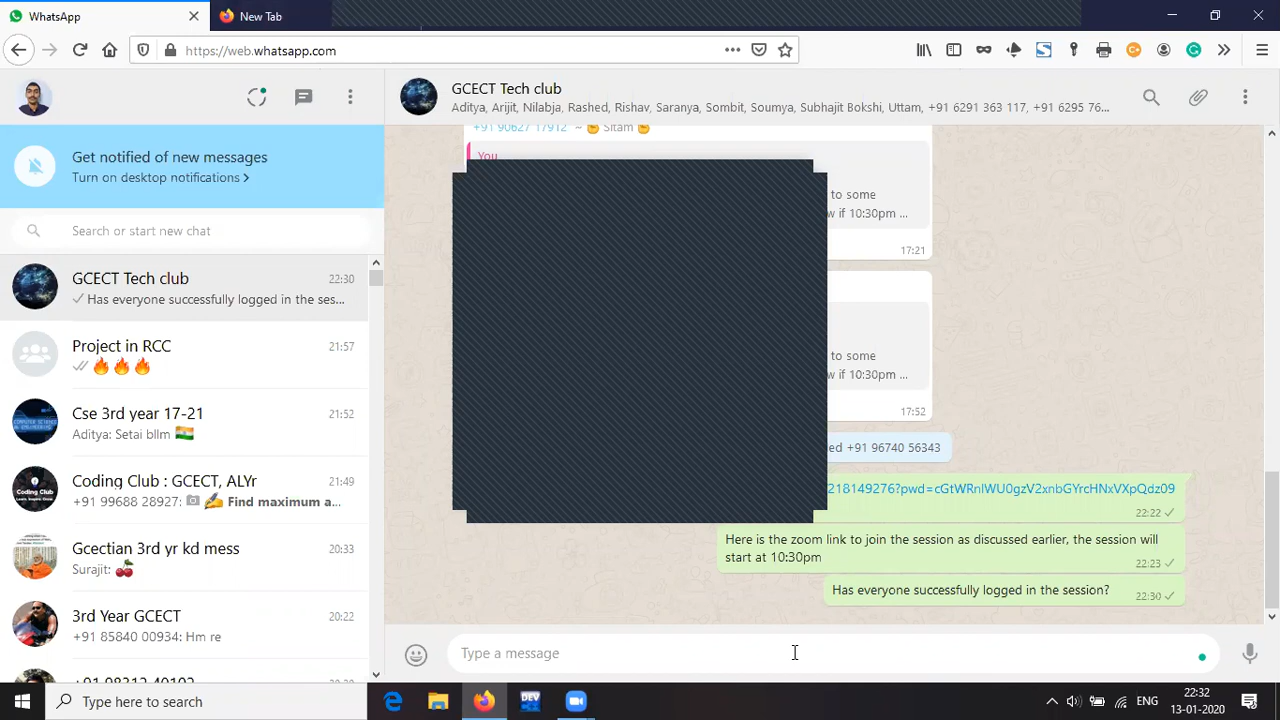 WhatsApp
New Tab
https://web.whatsapp.com
GCECT Tech club
Aditya, Arijit, Nilabja, Rashed, Rishav, Saranya, Sombit, Soumya, Subhajit Bokshi, Uttam, +91 6291 363 117, +91 6295 76...
Get notified of new messages
Turn on desktop notifications >
Search or start new chat
GCECT Tech club 22:30
Has everyone successfully logged in the ses...
Project in RCC 21:57
🔥🔥🔥
Cse 3rd year 17-21 21:52
Aditya: Setai bllm 🇮🇳
Coding Club : GCECT, ALYr 21:49
+91 99688 28927: 📷 ✍ Find maximum a...
Gcectian 3rd yr kd mess 20:33
Surajit: 🍒
3rd Year GCECT 20:22
+91 85840 00934: Hm re
+91 90627 17912 ~ Sitam
You
to some
w if 10:30pm ...
17:21
to some
w if 10:30pm ...
17:52
ed +91 96740 56343
22:22
Here is the zoom link to join the session as discussed earlier, the session will
start at 10:30pm
22:23
Has everyone successfully logged in the session? 22:30
Type a message
Type here to search
DEV
ENG
22:32
13-01-2020